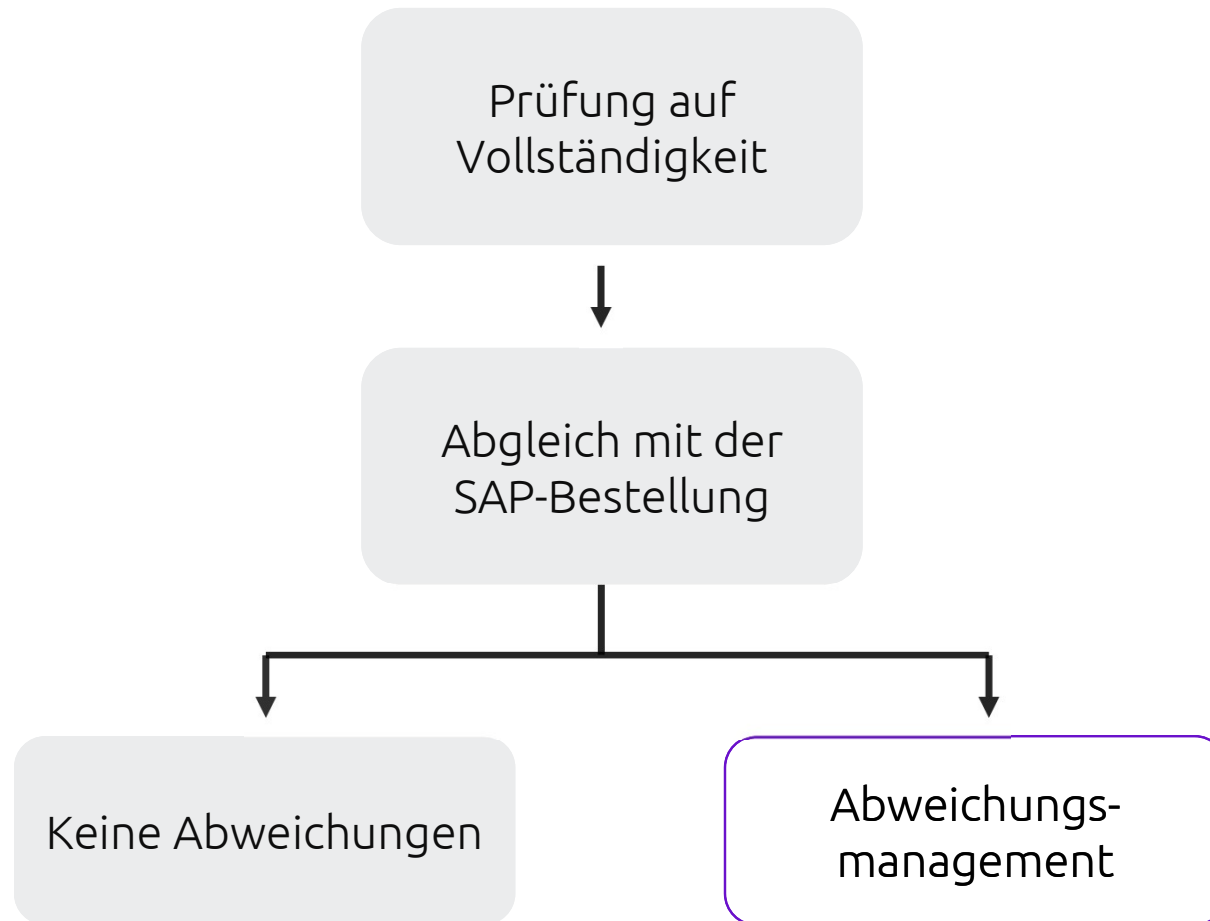 Prüfung auf
Vollständigkeit
Abgleich mit der
SAP-Bestellung
Keine Abweichungen
Abweichungs-
management